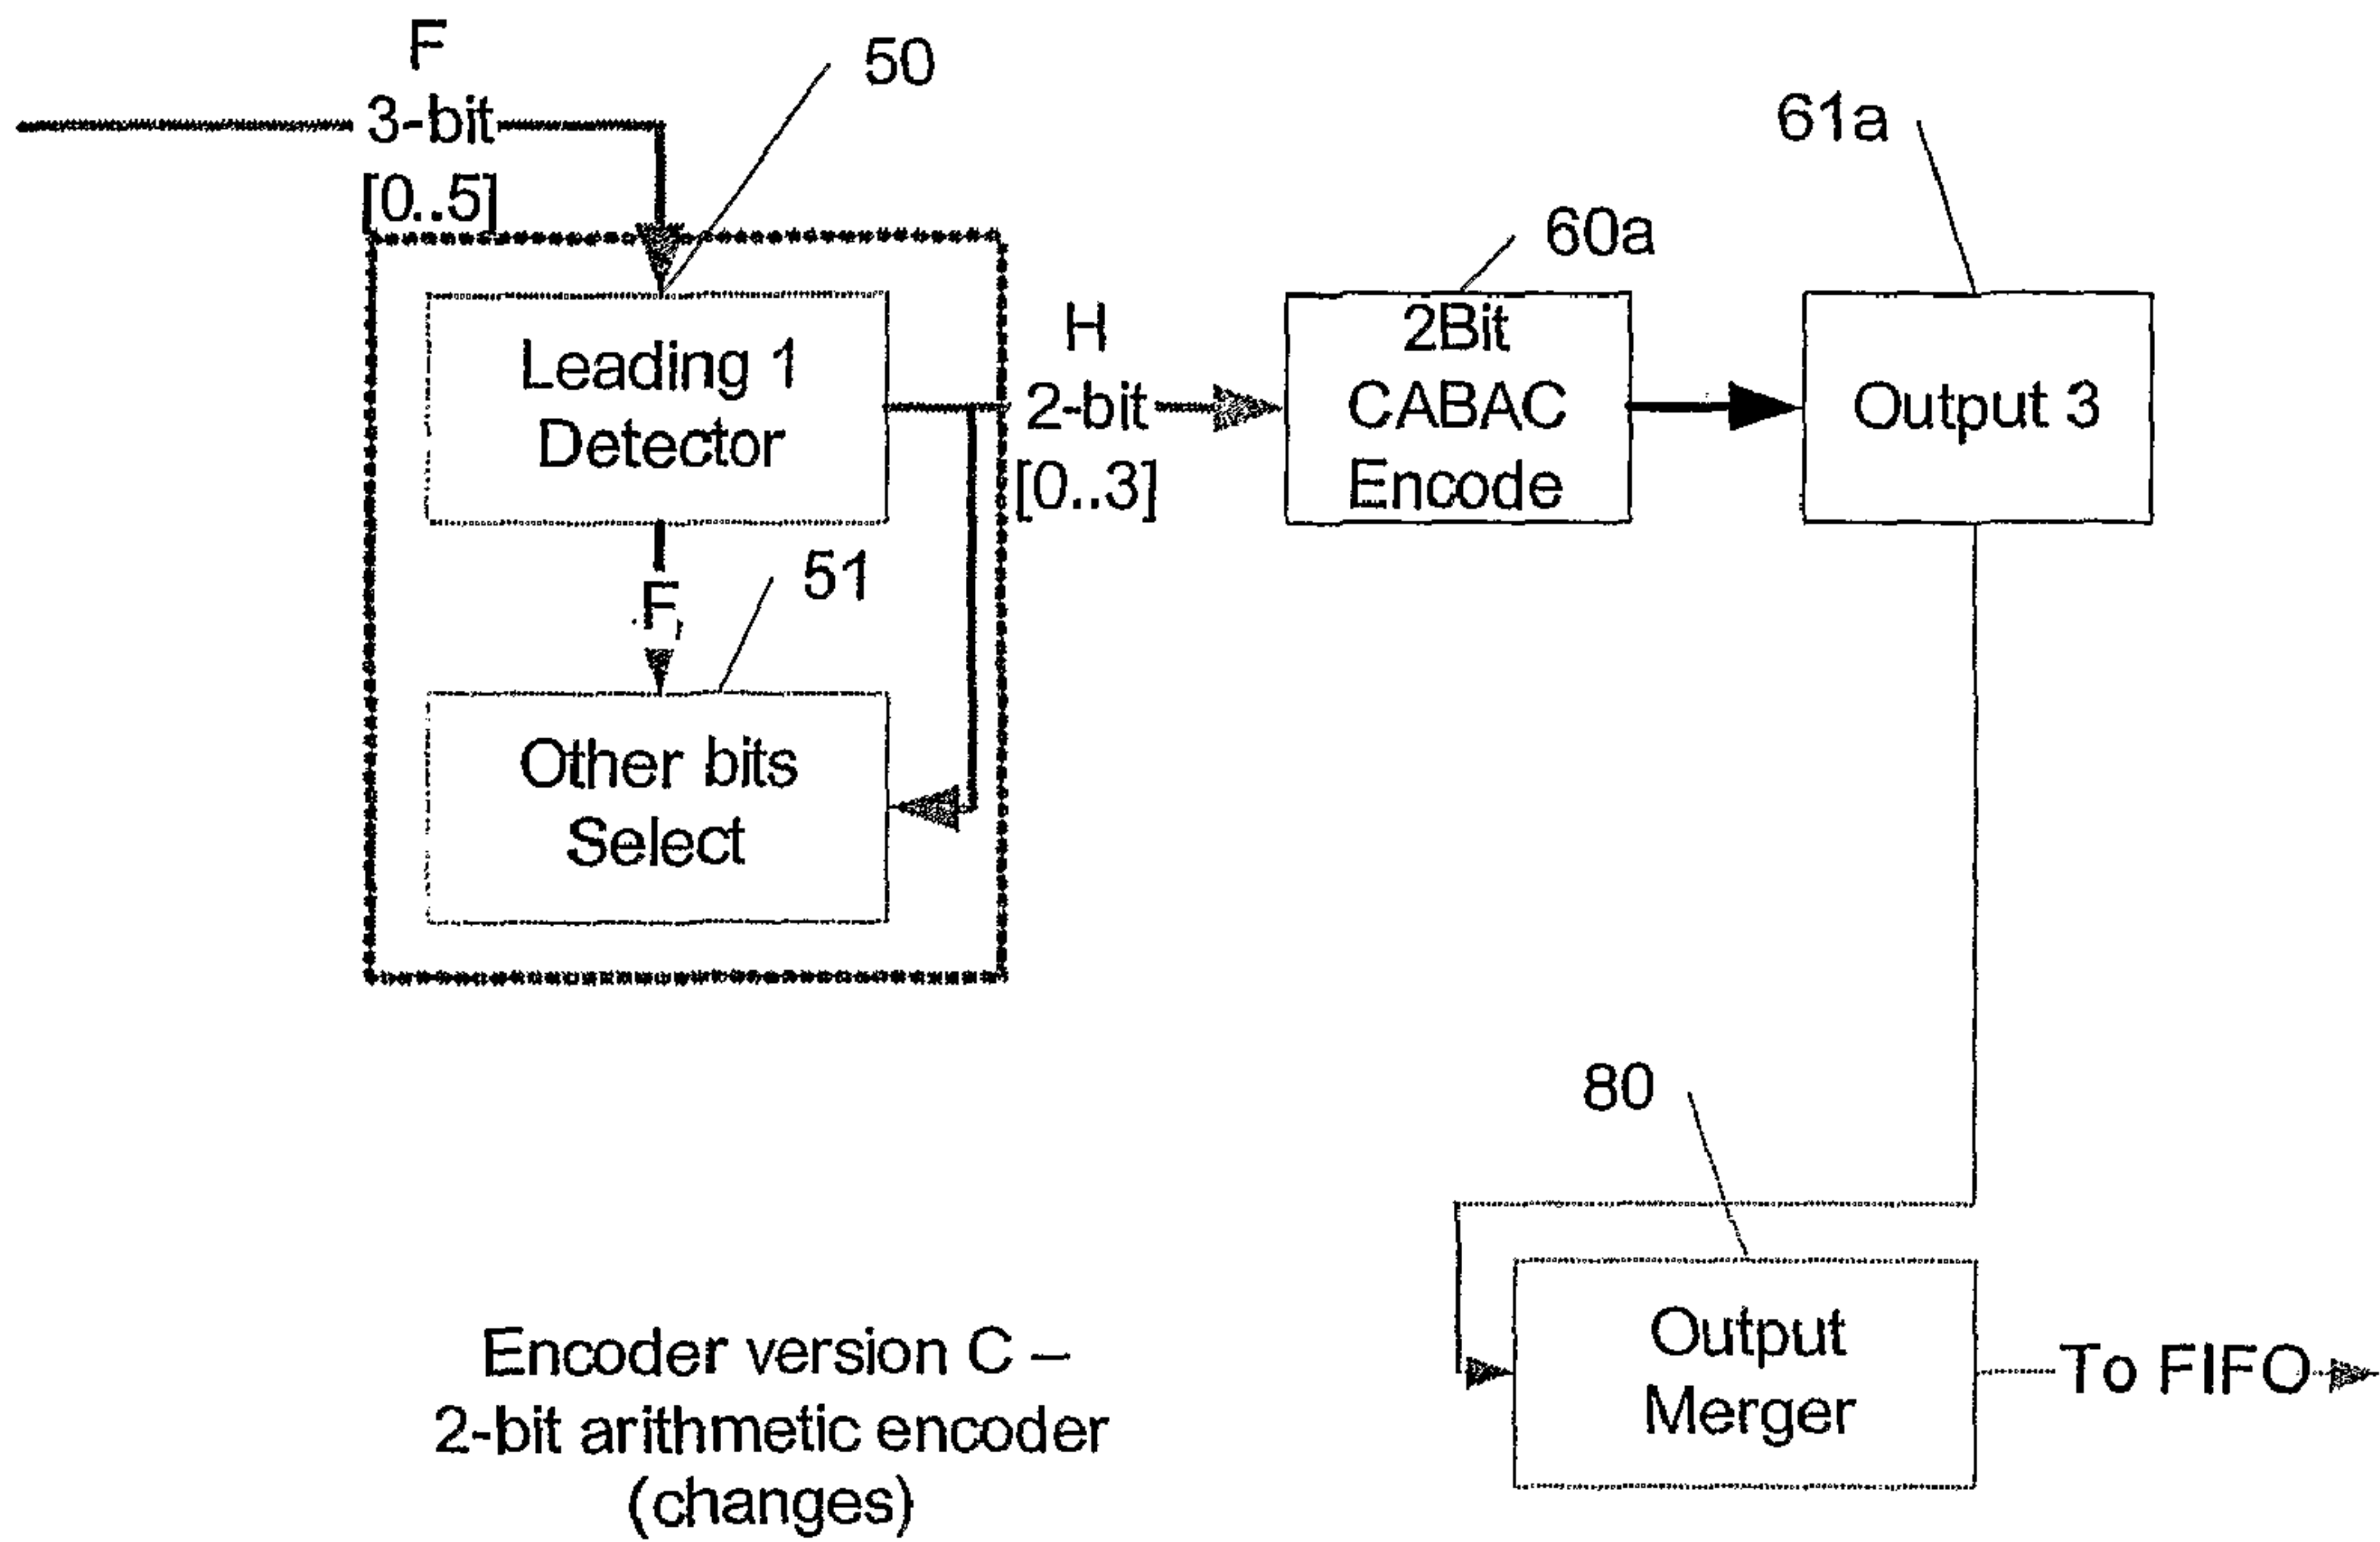 F
3-bit
[0..5]
50
Leading 1
Detector
F
51
Other bits
Select
H
2-bit
[0..3]
60a
2Bit
CABAC
Encode
61a
Output 3
80
Output
Merger
To FIFO
Encoder version C –
2-bit arithmetic encoder
(changes)